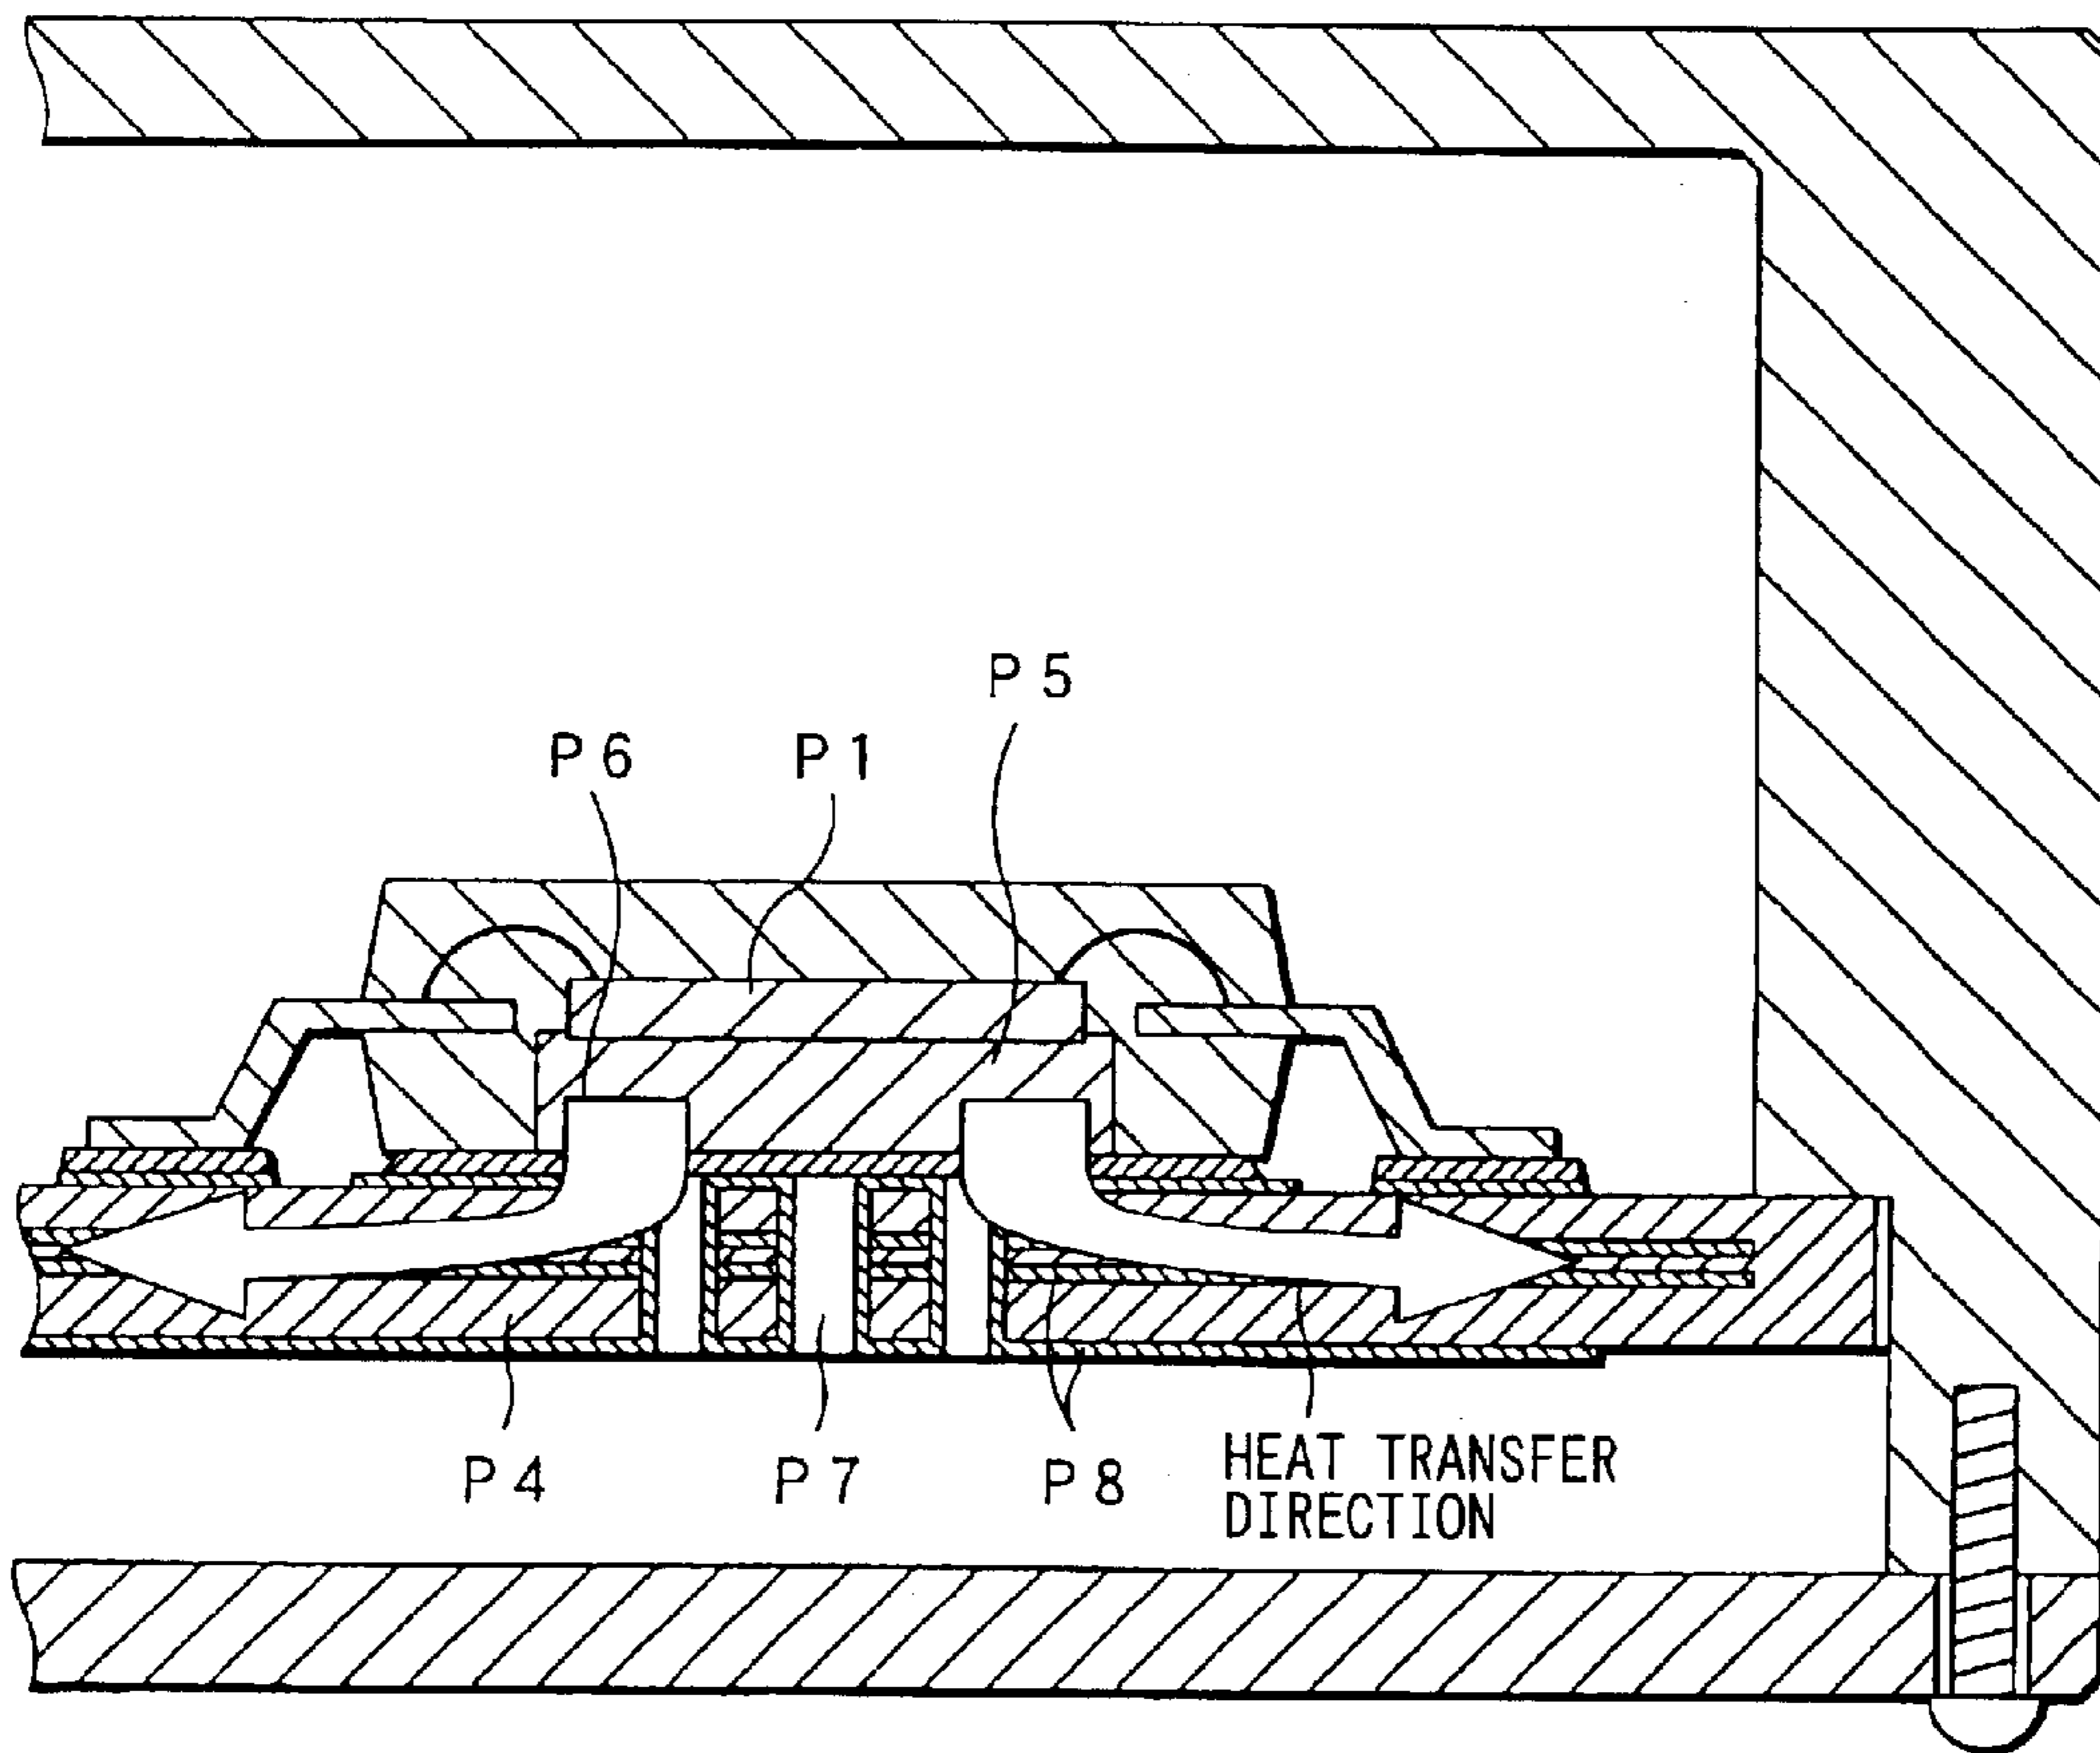 P5
P6
P1
P4
P7
P8
HEAT TRANSFER
DIRECTION